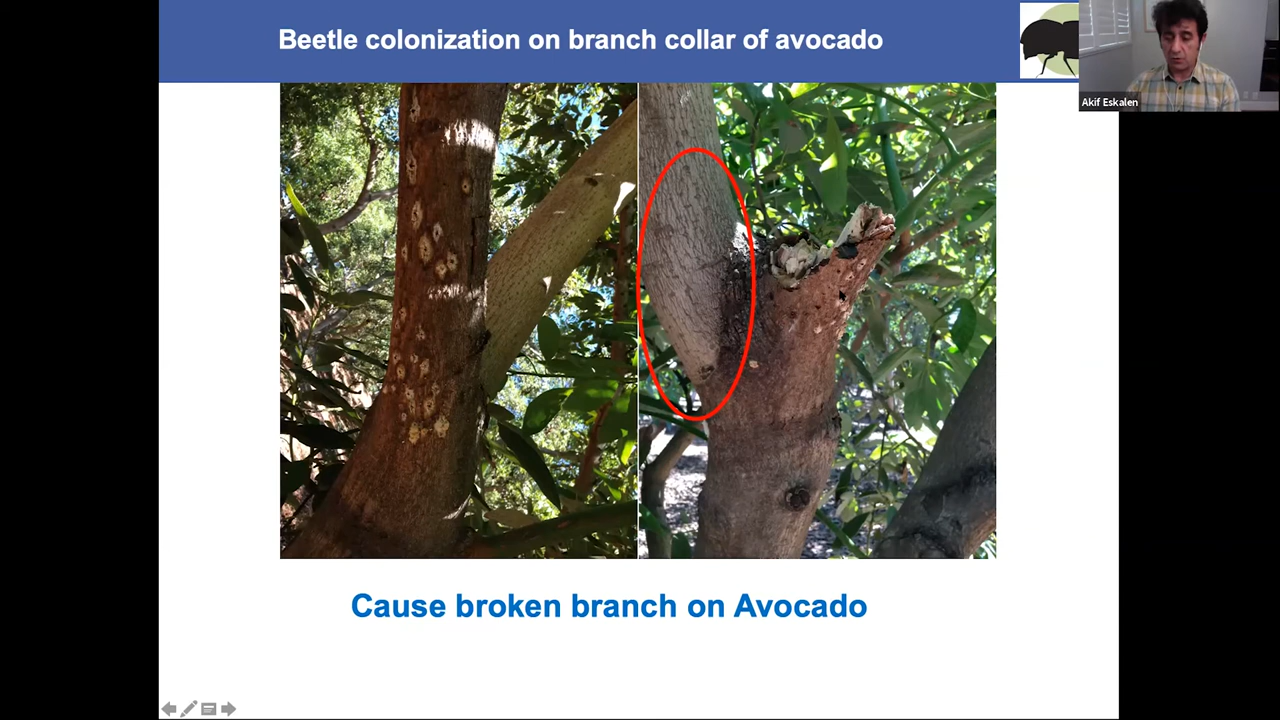 Beetle colonization on branch collar of avocado
Akif Eskalen
Cause broken branch on Avocado